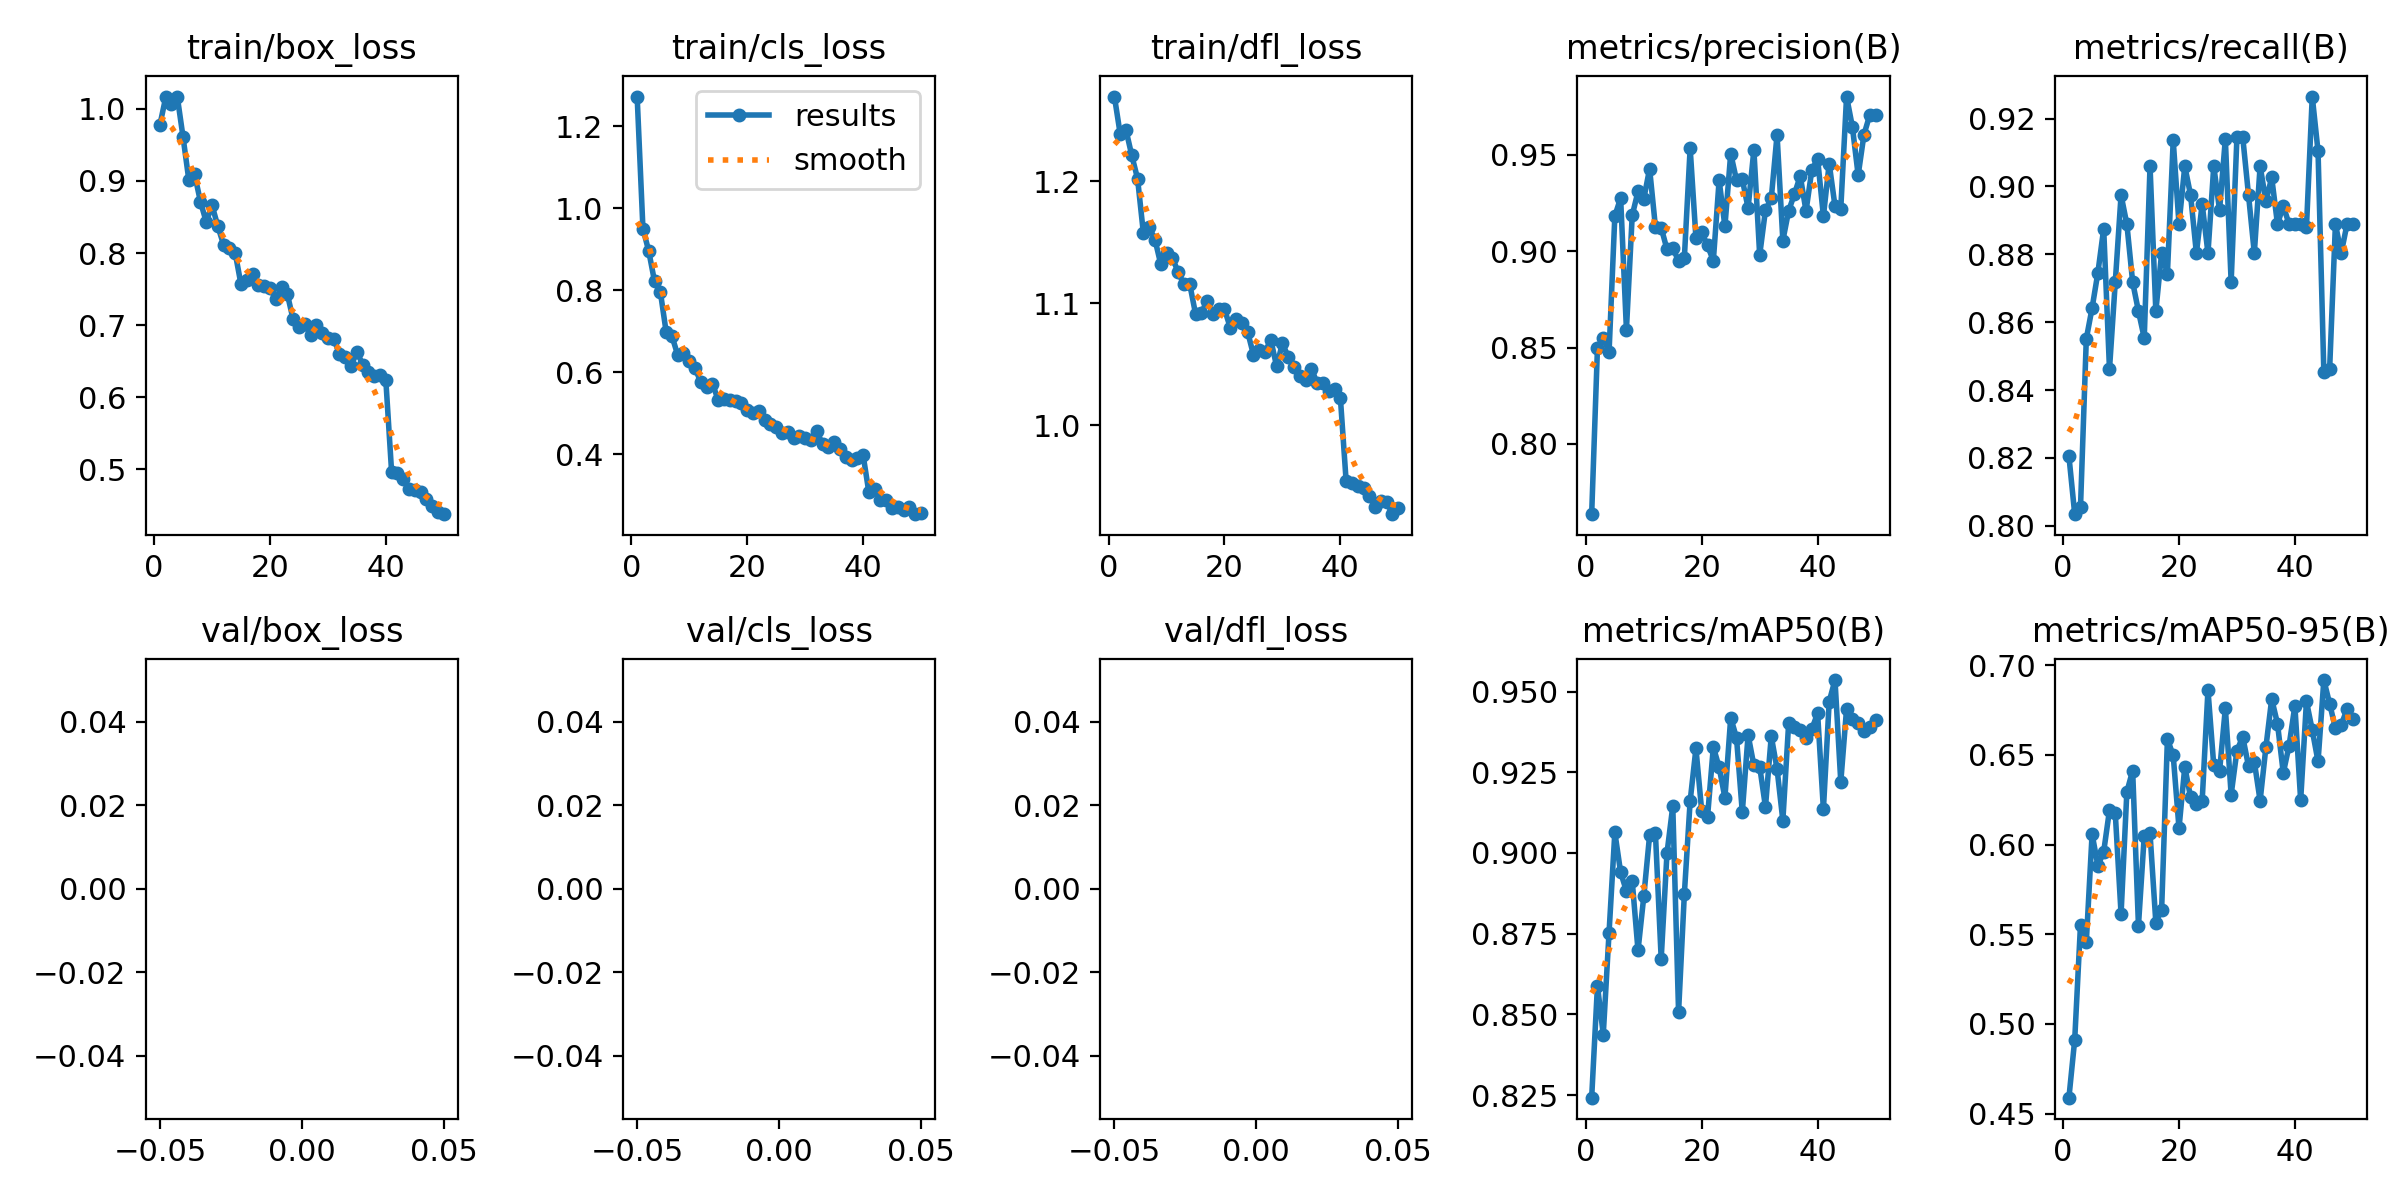 train/box_loss
1.0
0.9
0.8
0.7
0.6
0.5
0 20 40
train/cls_loss
results
smooth
1.2
1.0
0.8
0.6
0.4
0 20 40
train/dfl_loss
1.2
1.1
1.0
0 20 40
metrics/precision(B)
0.95
0.90
0.85
0.80
0 20 40
metrics/recall(B)
0.92
0.90
0.88
0.86
0.84
0.82
0.80
0 20 40
val/box_loss
0.04
0.02
0.00
−0.02
−0.04
−0.05 0.00 0.05
val/cls_loss
0.04
0.02
0.00
−0.02
−0.04
−0.05 0.00 0.05
val/dfl_loss
0.04
0.02
0.00
−0.02
−0.04
−0.05 0.00 0.05
metrics/mAP50(B)
0.950
0.925
0.900
0.875
0.850
0.825
0 20 40
metrics/mAP50-95(B)
0.70
0.65
0.60
0.55
0.50
0.45
0 20 40